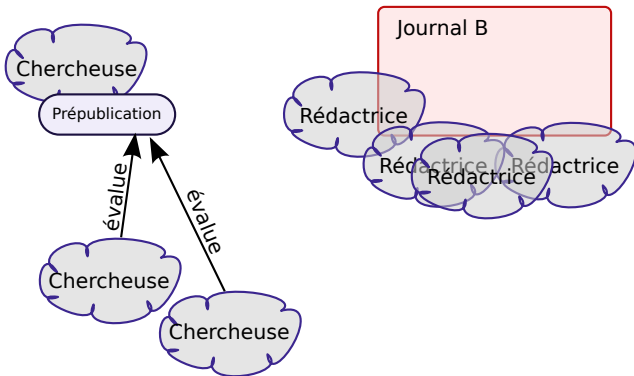 Chercheuse
Prépublication
évalue
évalue
Chercheuse
Chercheuse
Journal B
Rédactrice
Rédactrice
Rédactrice
Rédactrice